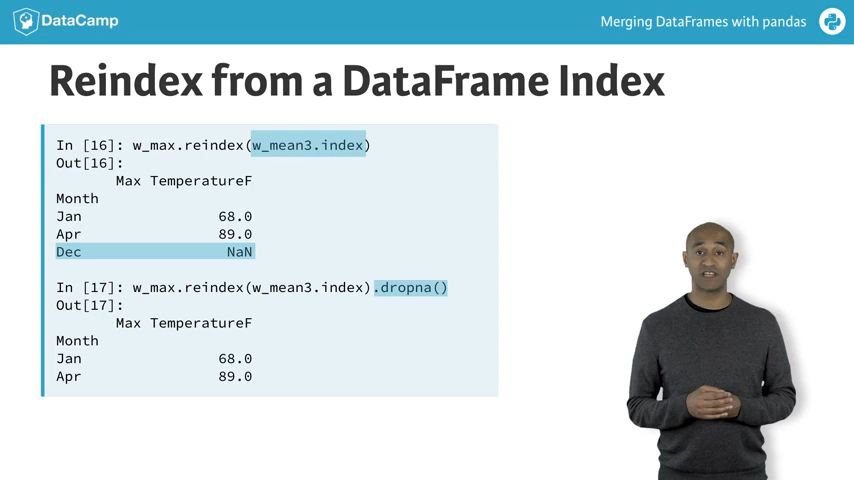 DataCamp
Merging DataFrames with pandas
Reindex from a DataFrame Index
In [16]: w_max.reindex(w_mean3.index)
Out[16]:
Max TemperatureF
Month
Jan 68.0
Apr 89.0
Dec NaN
In [17]: w_max.reindex(w_mean3.index).dropna()
Out[17]:
Max TemperatureF
Month
Jan 68.0
Apr 89.0